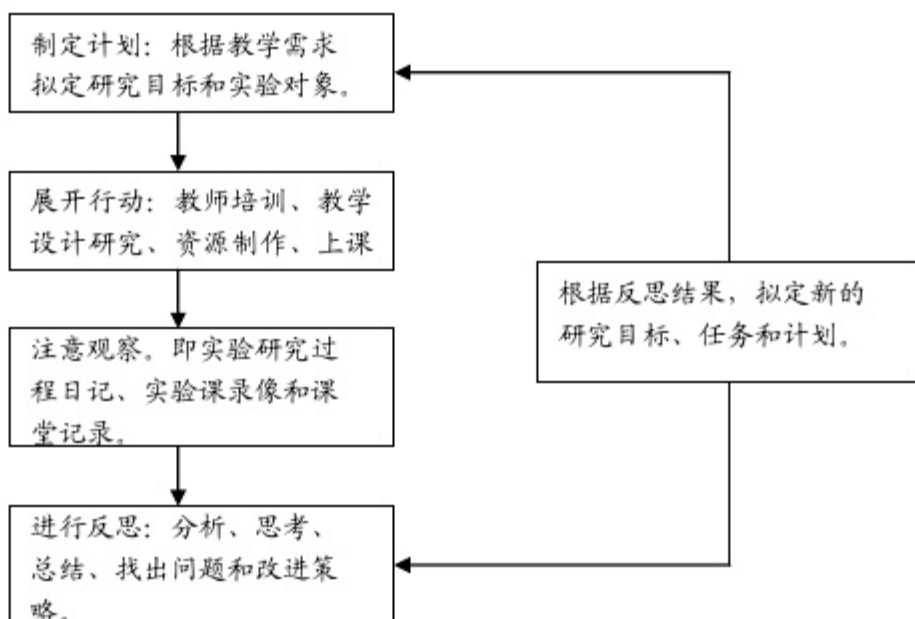 制定计划：根据教学需求
拟定研究目标和实验对象。
展开行动：教师培训、教学
设计研究、资源制作、上课
注意观察。即实验研究过
程日记、实验课录像和课
堂记录。
进行反思：分析、思考、
总结、找出问题和改进策
略。
根据反思结果，拟定新的
研究目标、任务和计划。